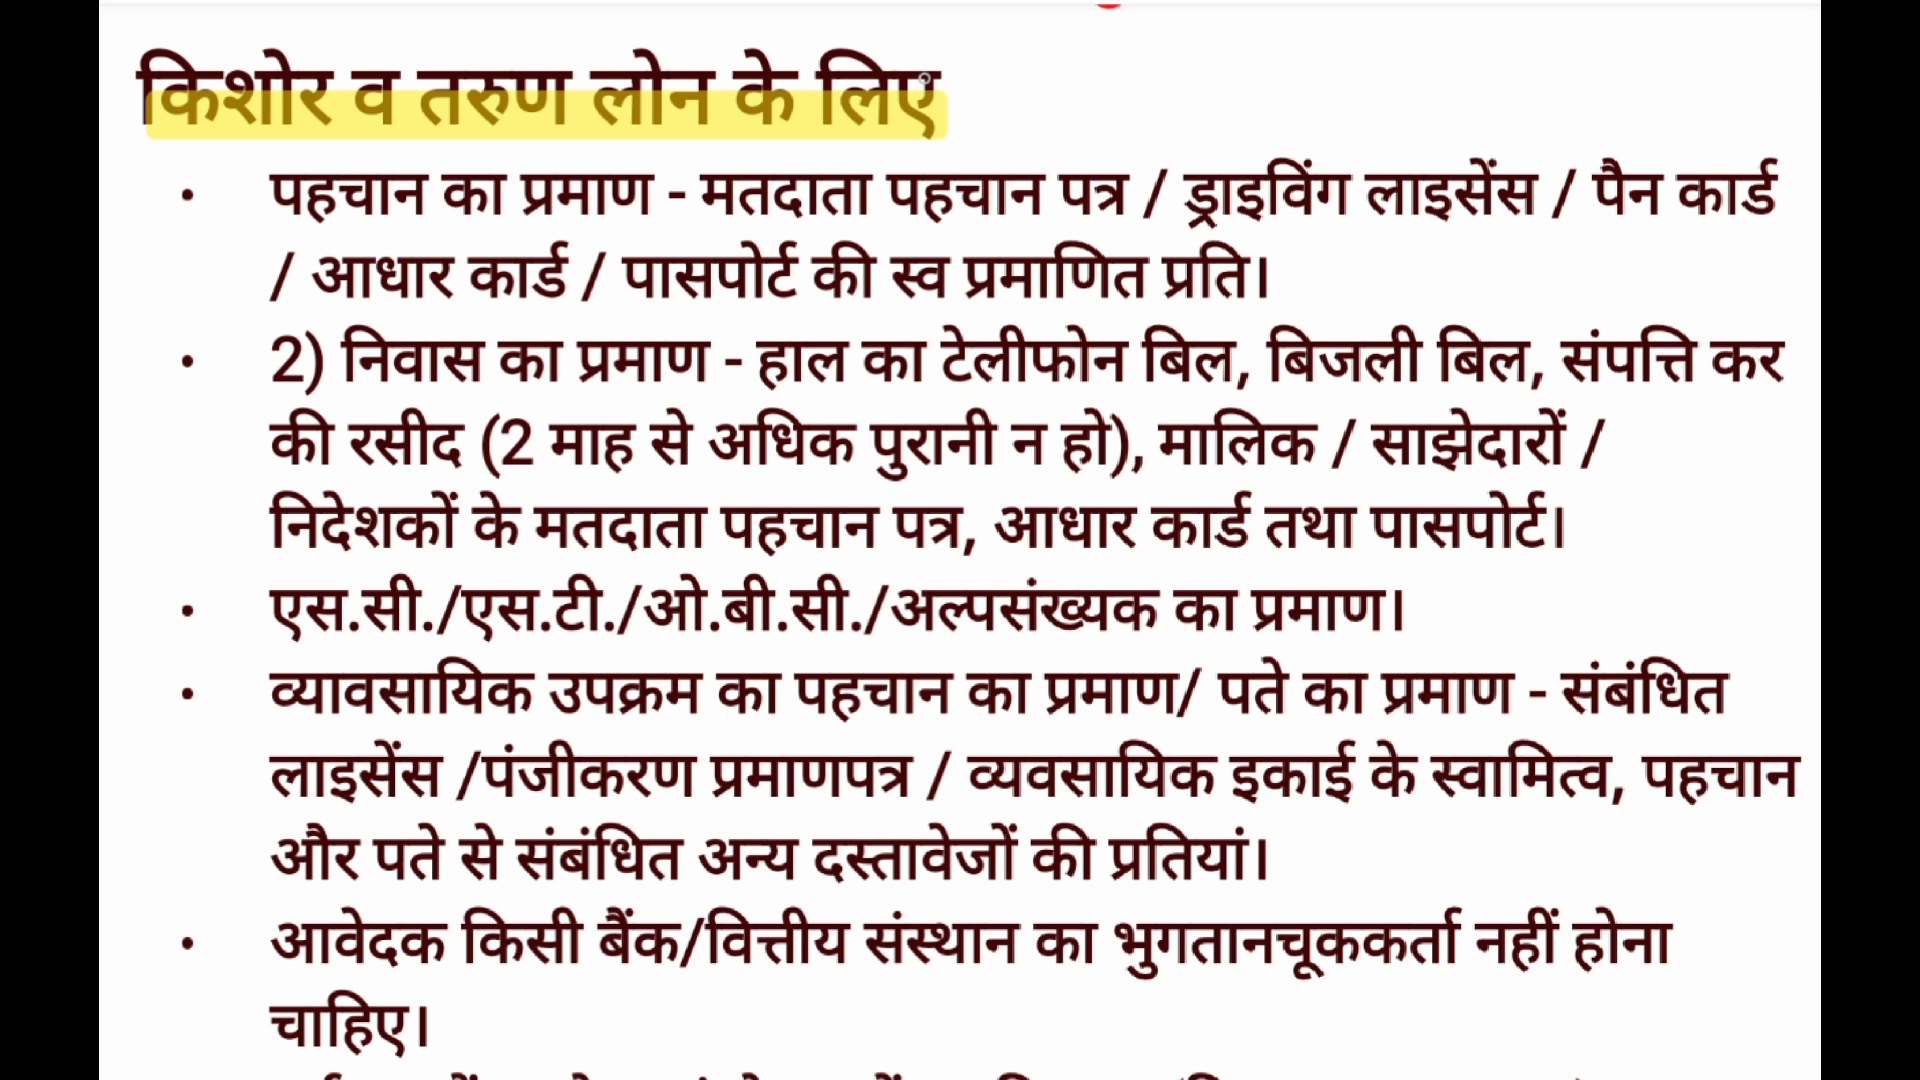 किशोर व तरुण लोन के लिए
• पहचान का प्रमाण - मतदाता पहचान पत्र / ड्राइविंग लाइसेंस / पैन कार्ड
/ आधार कार्ड / पासपोर्ट की स्व प्रमाणित प्रति।
• 2) निवास का प्रमाण - हाल का टेलीफोन बिल, बिजली बिल, संपत्ति कर
की रसीद (2 माह से अधिक पुरानी न हो), मालिक / साझेदारों /
निदेशकों के मतदाता पहचान पत्र, आधार कार्ड तथा पासपोर्ट।
• एस.सी./एस.टी./ओ.बी.सी./अल्पसंख्यक का प्रमाण।
• व्यावसायिक उपक्रम का पहचान का प्रमाण/ पते का प्रमाण - संबंधित
लाइसेंस /पंजीकरण प्रमाणपत्र / व्यवसायिक इकाई के स्वामित्व, पहचान
और पते से संबंधित अन्य दस्तावेजों की प्रतियां।
• आवेदक किसी बैंक/वित्तीय संस्थान का भुगतानचूककर्ता नहीं होना
चाहिए।